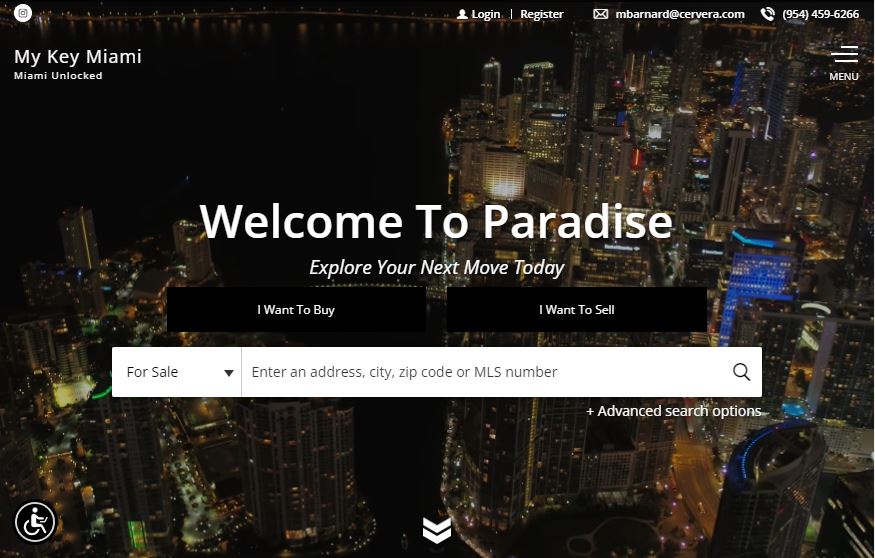 Login | Register mbarnard@cervera.com (954) 459-6266
My Key Miami
Miami Unlocked
MENU
Welcome To Paradise
Explore Your Next Move Today
I Want To Buy I Want To Sell
For Sale Enter an address, city, zip code or MLS number
+ Advanced search options